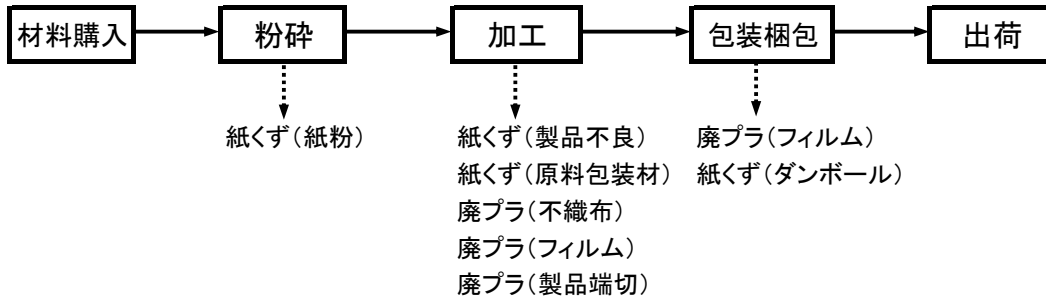 材料購入
粉砕
加工
包装梱包
出荷
紙くず(紙粉)
紙くず(製品不良)
紙くず(原料包装材)
廃プラ(不織布)
廃プラ(フィルム)
廃プラ(製品端切)
廃プラ(フィルム)
紙くず(ダンボール)